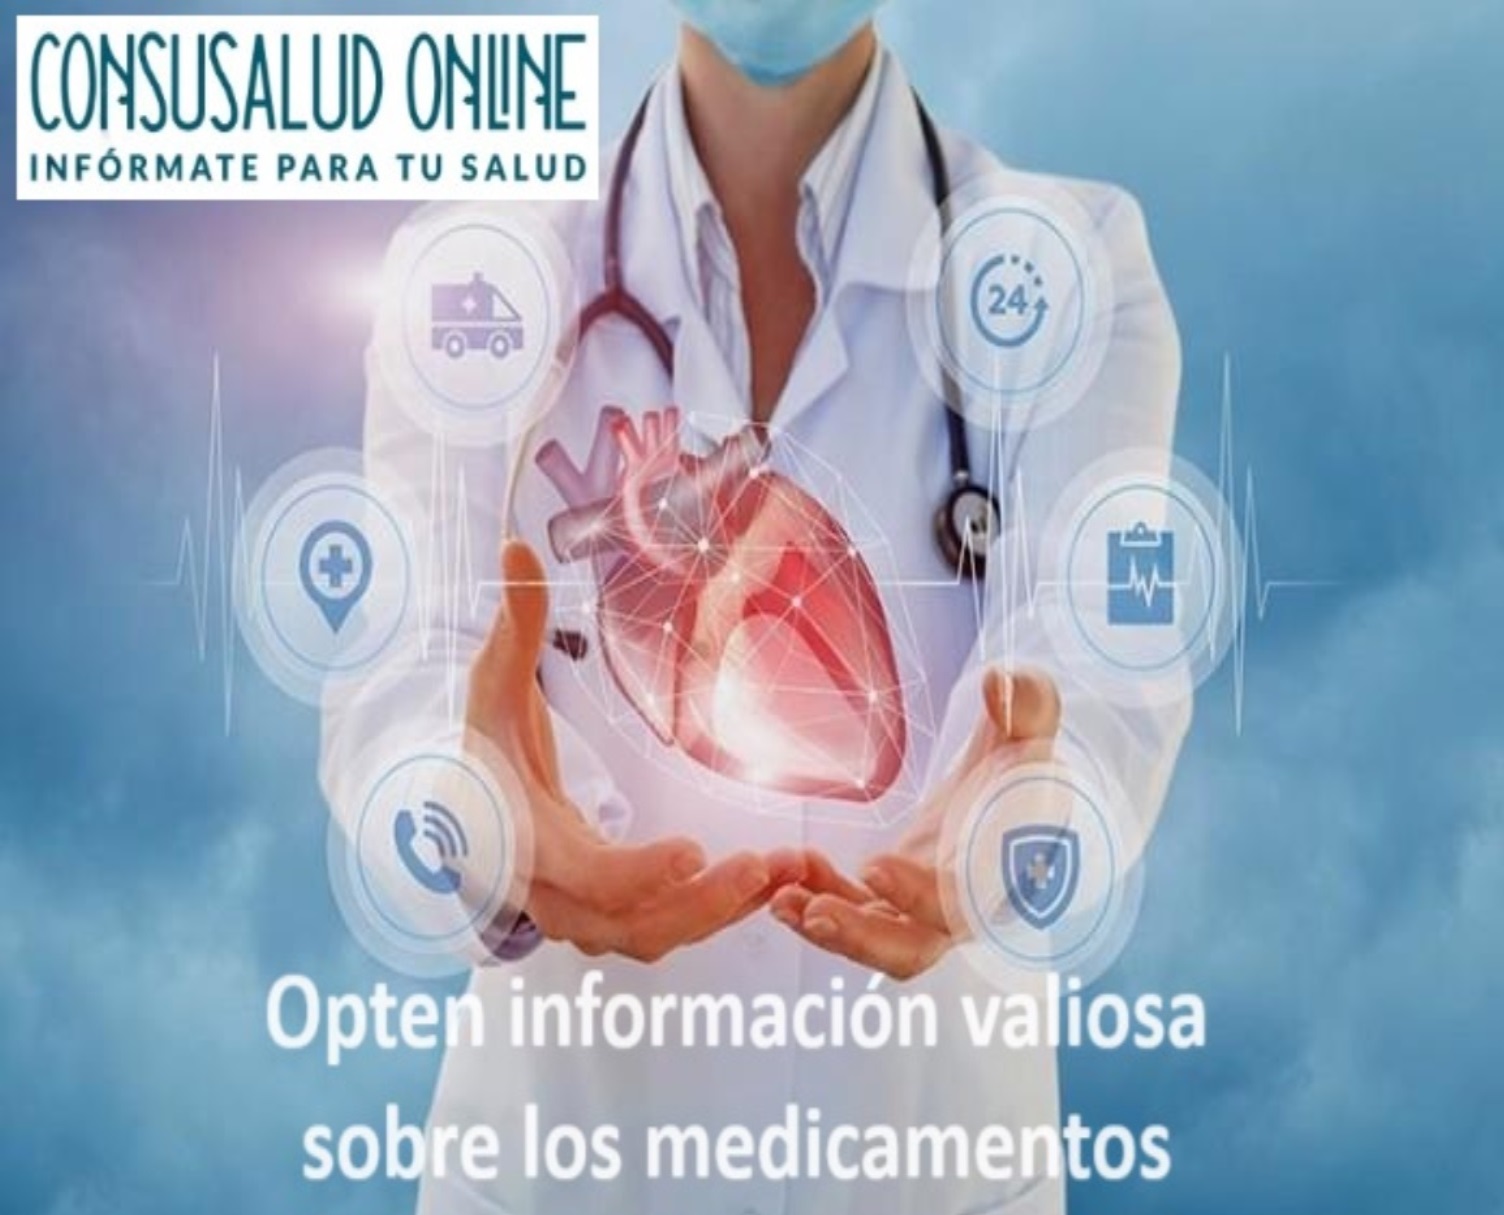 CONSUSALUD ONLINE
INFÓRMATE PARA TU SALUD
24
Opten información valiosa
sobre los medicamentos